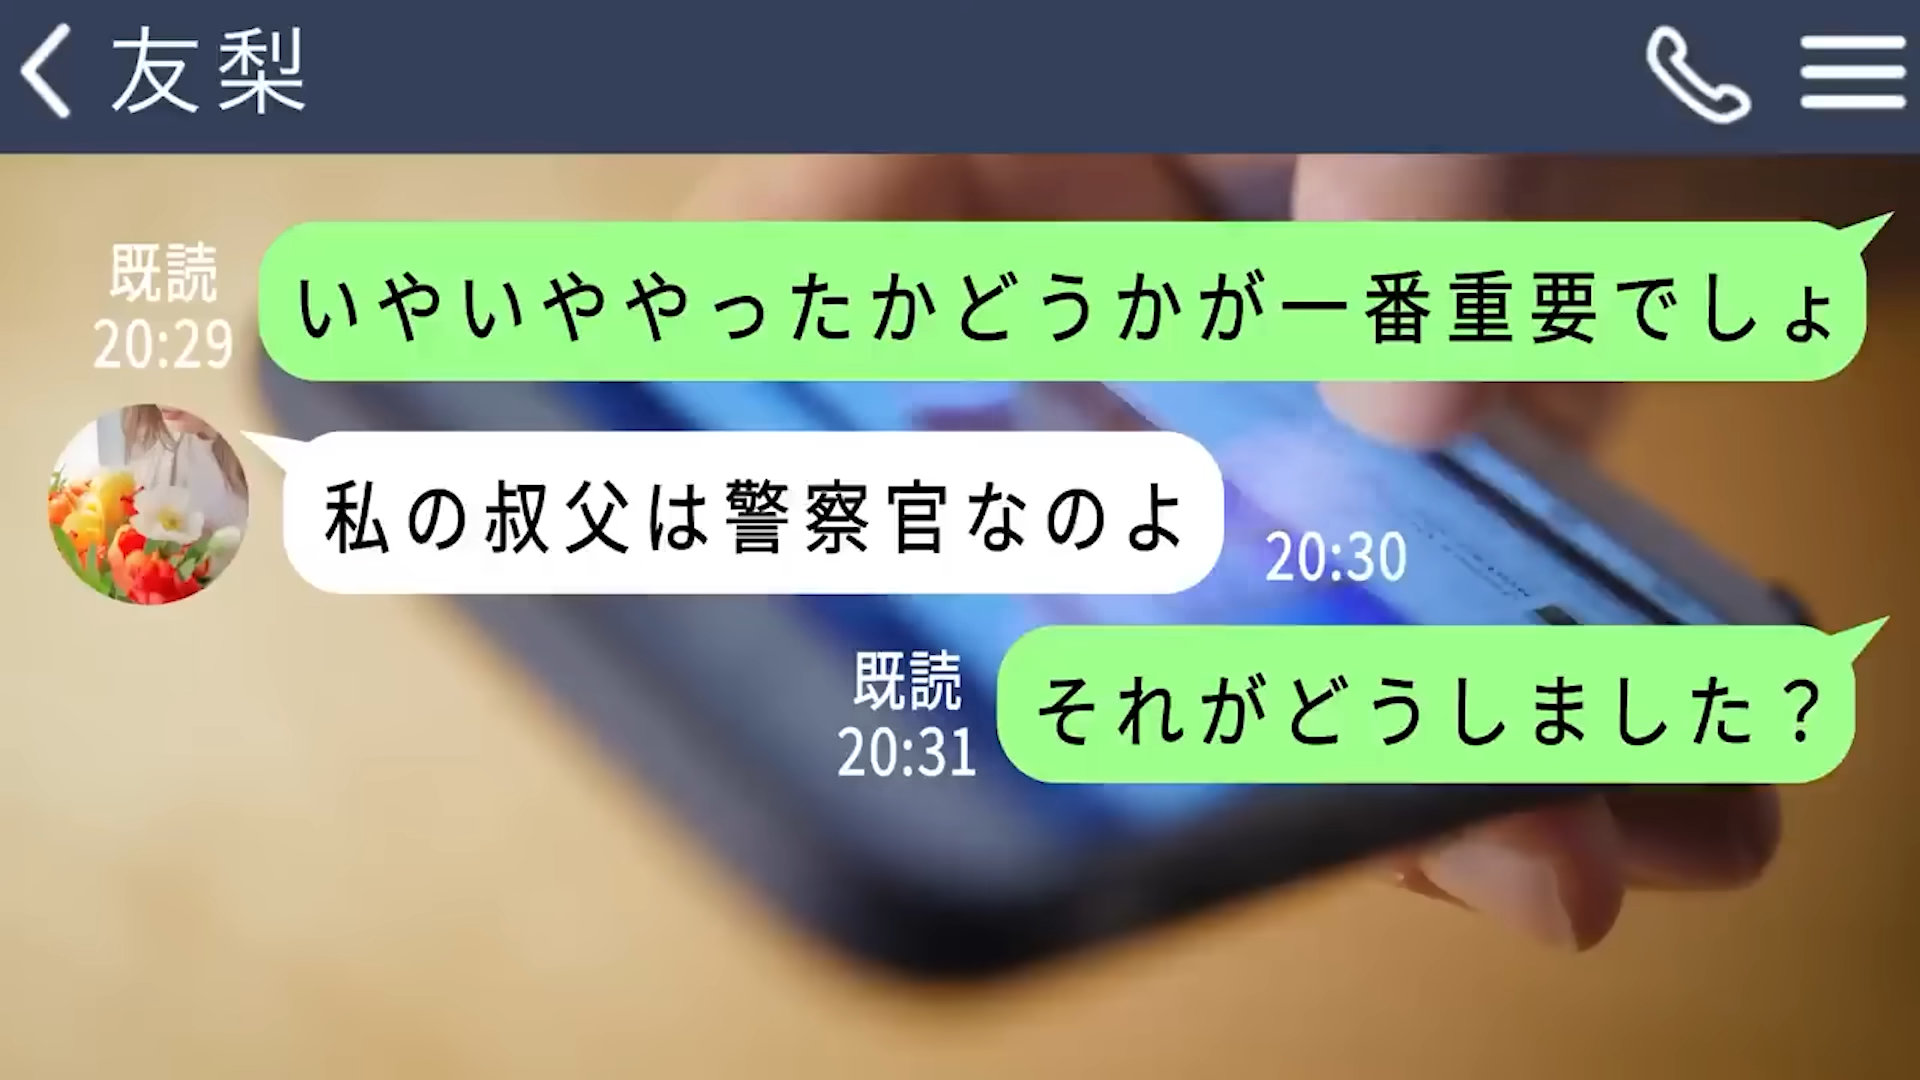 友梨
いやいややったかどうかが一番重要でしょ
既読
20:29
私の叔父は警察官なのよ
20:30
それがどうしました？
既読
20:31